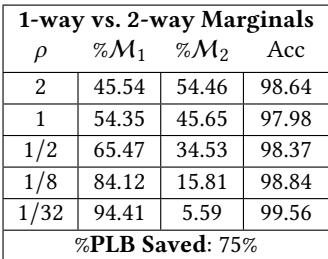 1-way vs. 2-way Marginals
ρ %ℳ₁ %ℳ₂ Acc
2 45.54 54.46 98.64
1 54.35 45.65 97.98
1/2 65.47 34.53 98.37
1/8 84.12 15.81 98.84
1/32 94.41 5.59 99.56
%PLB Saved: 75%